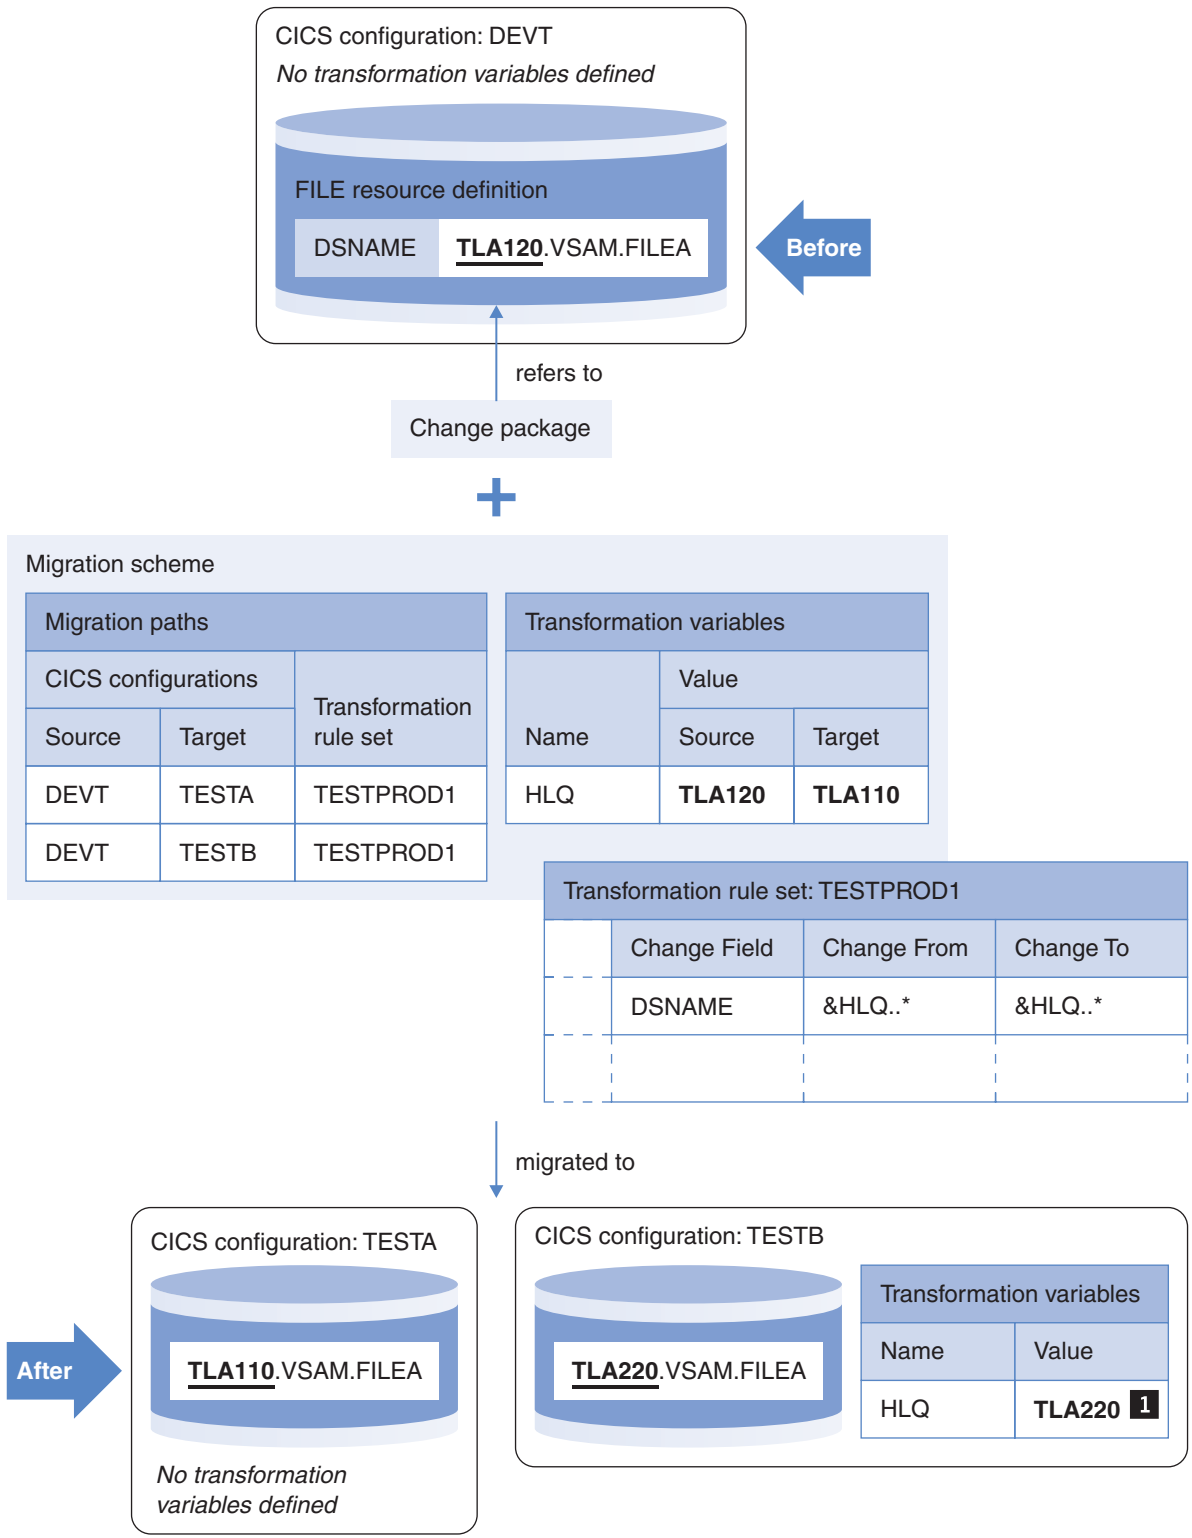 CICS configuration: DEVT
No transformation variables defined
FILE resource definition
DSNAME TLA120.VSAM.FILEA
Before
refers to
Change package
+
Migration scheme
Migration paths
CICS configurations
Transformation rule set
Source Target
DEVT TESTA TESTPROD1
DEVT TESTB TESTPROD1
Transformation variables
Value
Name Source Target
HLQ TLA120 TLA110
Transformation rule set: TESTPROD1
Change Field Change From Change To
DSNAME &HLQ..* &HLQ..*
migrated to
After
CICS configuration: TESTA
TLA110.VSAM.FILEA
No transformation
variables defined
CICS configuration: TESTB
TLA220.VSAM.FILEA
Transformation variables
Name Value
HLQ TLA220 1